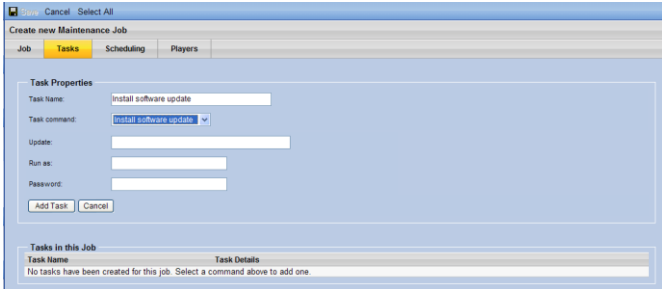 Save Cancel Select All
Create new Maintenance Job
Job Tasks Scheduling Players
Task Properties
Task Name: Install software update
Task command: Install software update
Update:
Run as:
Password:
Add Task Cancel
Tasks in this Job
Task Name Task Details
No tasks have been created for this job. Select a command above to add one.